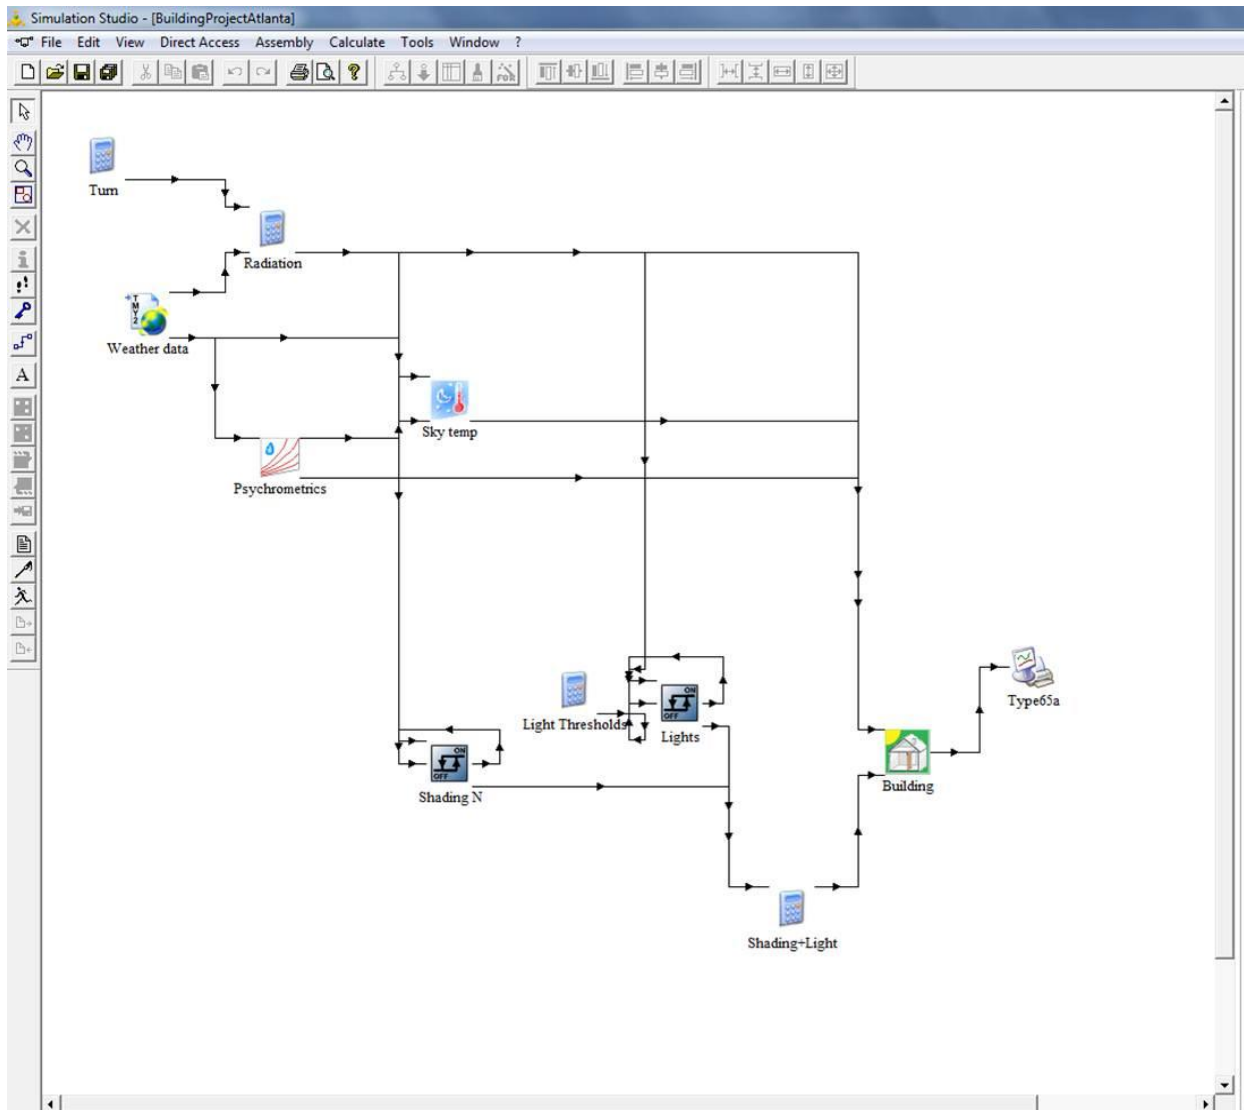 Simulation Studio - [BuildingProjectAtlanta]
File Edit View Direct Access Assembly Calculate Tools Window ?
Turn
Radiation
Weather data
Sky temp
Psychrometrics
Type65a
Light Thresholds
Lights
Building
Shading N
Shading+Light